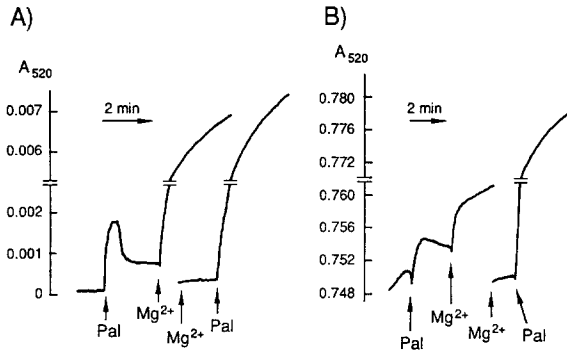 A)
A520
2 min
0.007
0.006
0.002
0.001
0
Pal
Mg2+
Mg2+
Pal
B)
A520
2 min
0.780
0.776
0.772
0.760
0.754
0.752
0.748
Pal
Mg2+
Mg2+
Pal